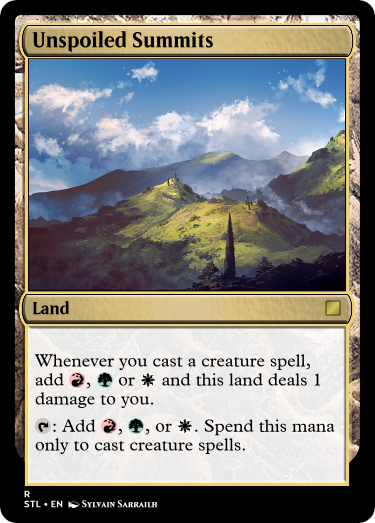 Unspoiled Summits
Land
Whenever you cast a creature spell,
add , or and this land deals 1
damage to you.
: Add , , or . Spend this mana
only to cast creature spells.
R
STL • EN Sylvain Sarrailh